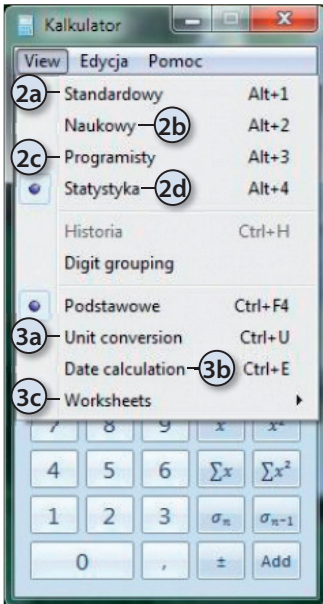 Kalkulator
View Edycja Pomoc
2a Standardowy Alt+1
Naukowy 2b Alt+2
2c Programisty Alt+3
Statystyka 2d Alt+4
Historia Ctrl+H
Digit grouping
Podstawowe Ctrl+F4
3a Unit conversion Ctrl+U
Date calculation 3b Ctrl+E
3c Worksheets
7 8 9 x x²
4 5 6 Σx Σx²
1 2 3 σn σn-1
0 , ± Add